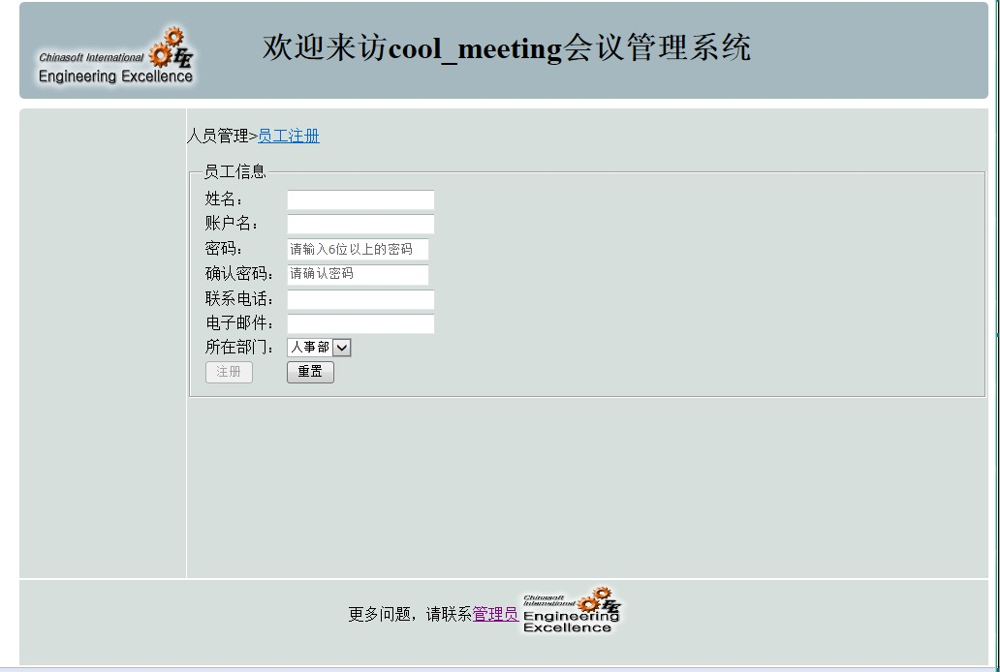 Chinasoft International
Engineering Excellence
欢迎来访cool_meeting会议管理系统
人员管理>员工注册
员工信息
姓名：
账户名：
密码： 请输入6位以上的密码
确认密码： 请确认密码
联系电话：
电子邮件：
所在部门： 人事部
注册 重置
更多问题，请联系管理员
Chinasoft
International
Engineering
Excellence